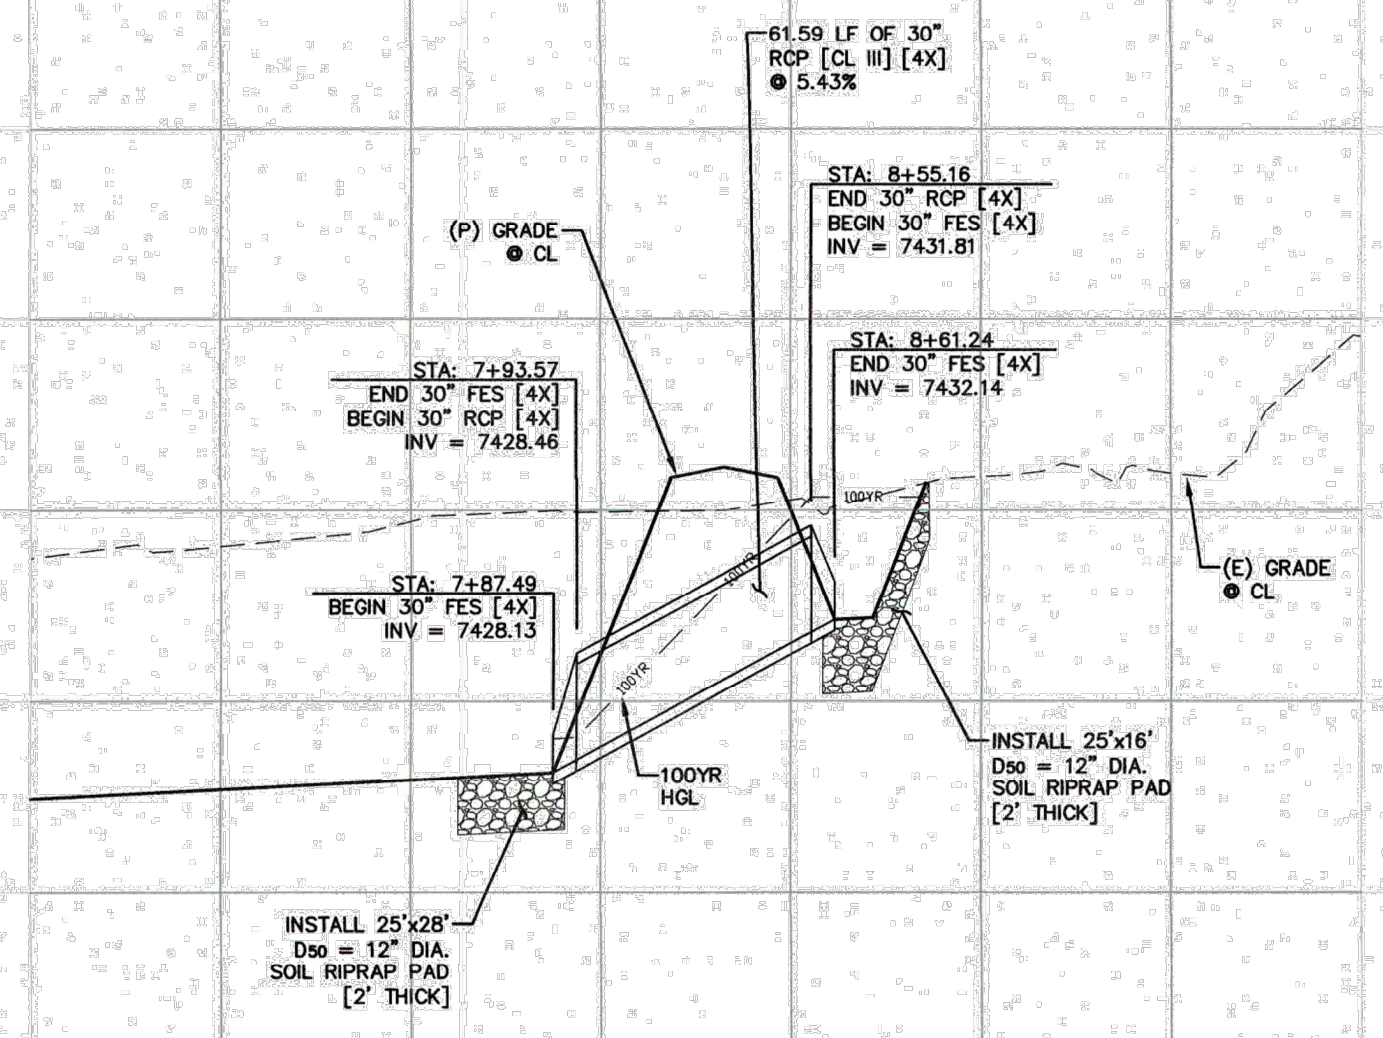 61.59 LF OF 30"
RCP [CL III] [4X]
@ 5.43%
STA: 8+55.16
END 30" RCP [4X]
BEGIN 30" FES [4X]
INV = 7431.81
(P) GRADE
@ CL
STA: 8+61.24
END 30" FES [4X]
INV = 7432.14
STA: 7+93.57
END 30" FES [4X]
BEGIN 30" RCP [4X]
INV = 7428.46
100YR
100YR
(E) GRADE
@ CL
STA: 7+87.49
BEGIN 30" FES [4X]
INV = 7428.13
100YR
100YR
HGL
INSTALL 25'x16'
D50 = 12" DIA.
SOIL RIPRAP PAD
[2' THICK]
INSTALL 25'x28'
D50 = 12" DIA.
SOIL RIPRAP PAD
[2' THICK]